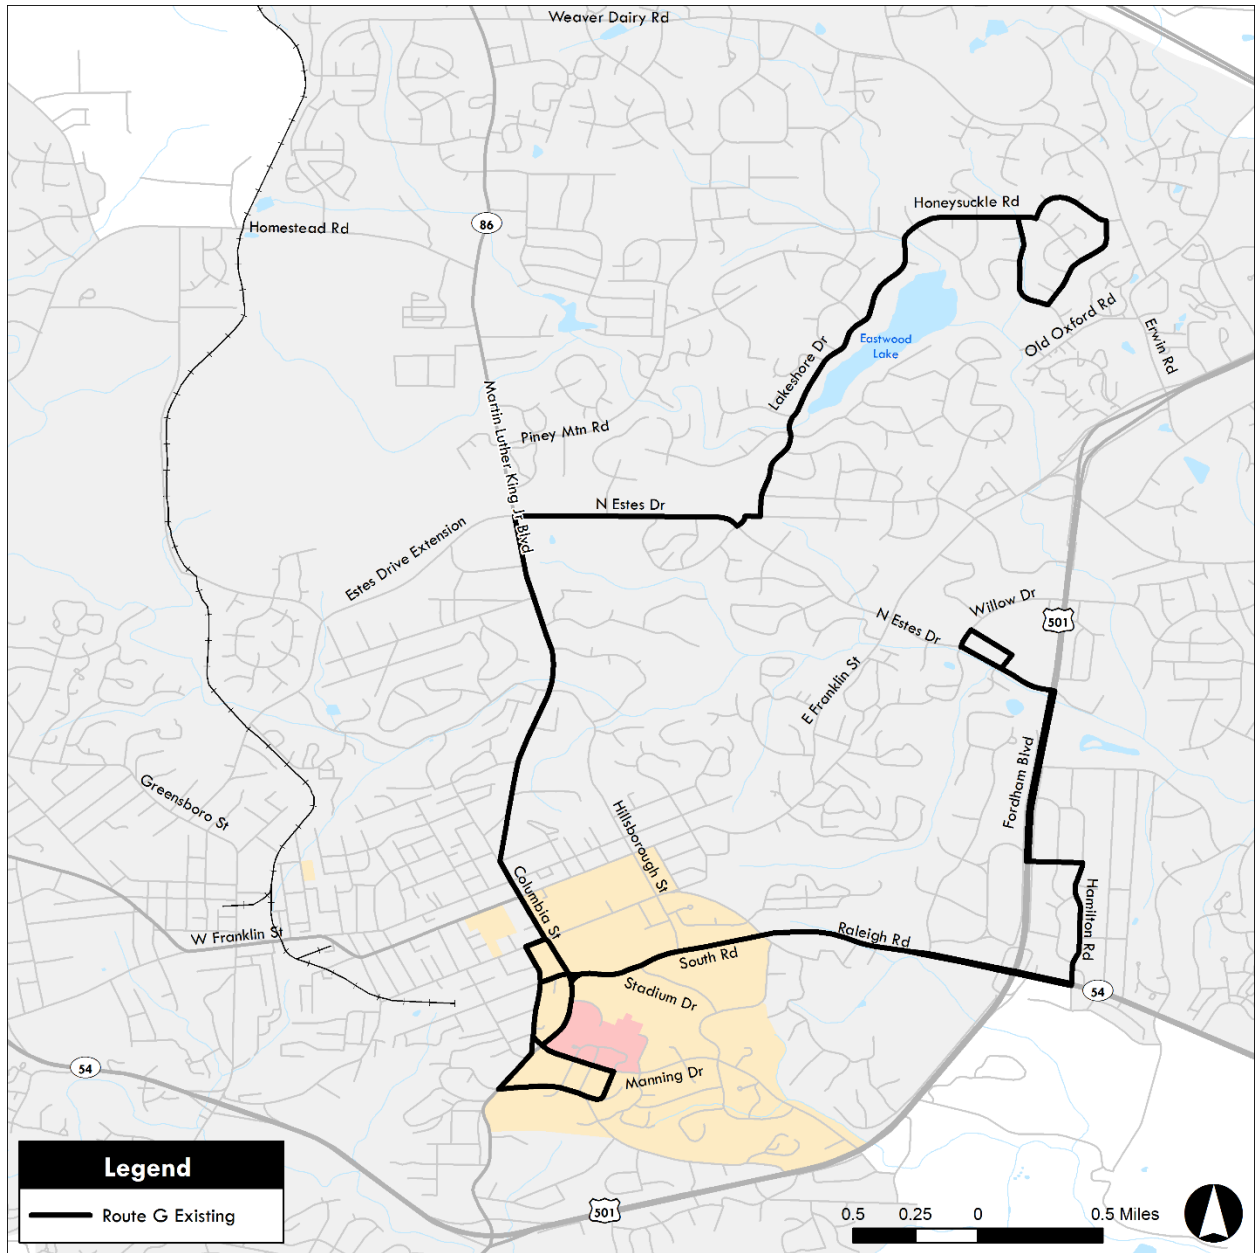 Weaver Dairy Rd
Honeysuckle Rd
86
Homestead Rd
Old Oxford Rd
Erwin Rd
Eastwood
Lake
Lakeshore Dr
Martin Luther King Jr Blvd
Piney Mtn Rd
N Estes Dr
Estes Drive Extension
Willow Dr
N Estes Dr
501
E Franklin St
Fordham Blvd
Greensboro St
Hillsborough St
Columbia St
Hamilton Rd
W Franklin St
Raleigh Rd
South Rd
Stadium Dr
54
54
Manning Dr
Legend
Route G Existing
501
0.5 0.25 0 0.5 Miles